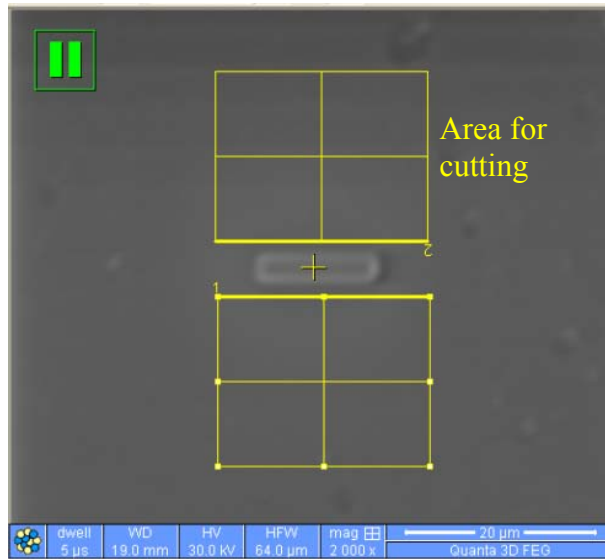 Area for
cutting
2
1
dwell WD HV HFW mag 20 µm
5 µs 19.0 mm 30.0 kV 64.0 µm 2 000 x Quanta 3D FEG